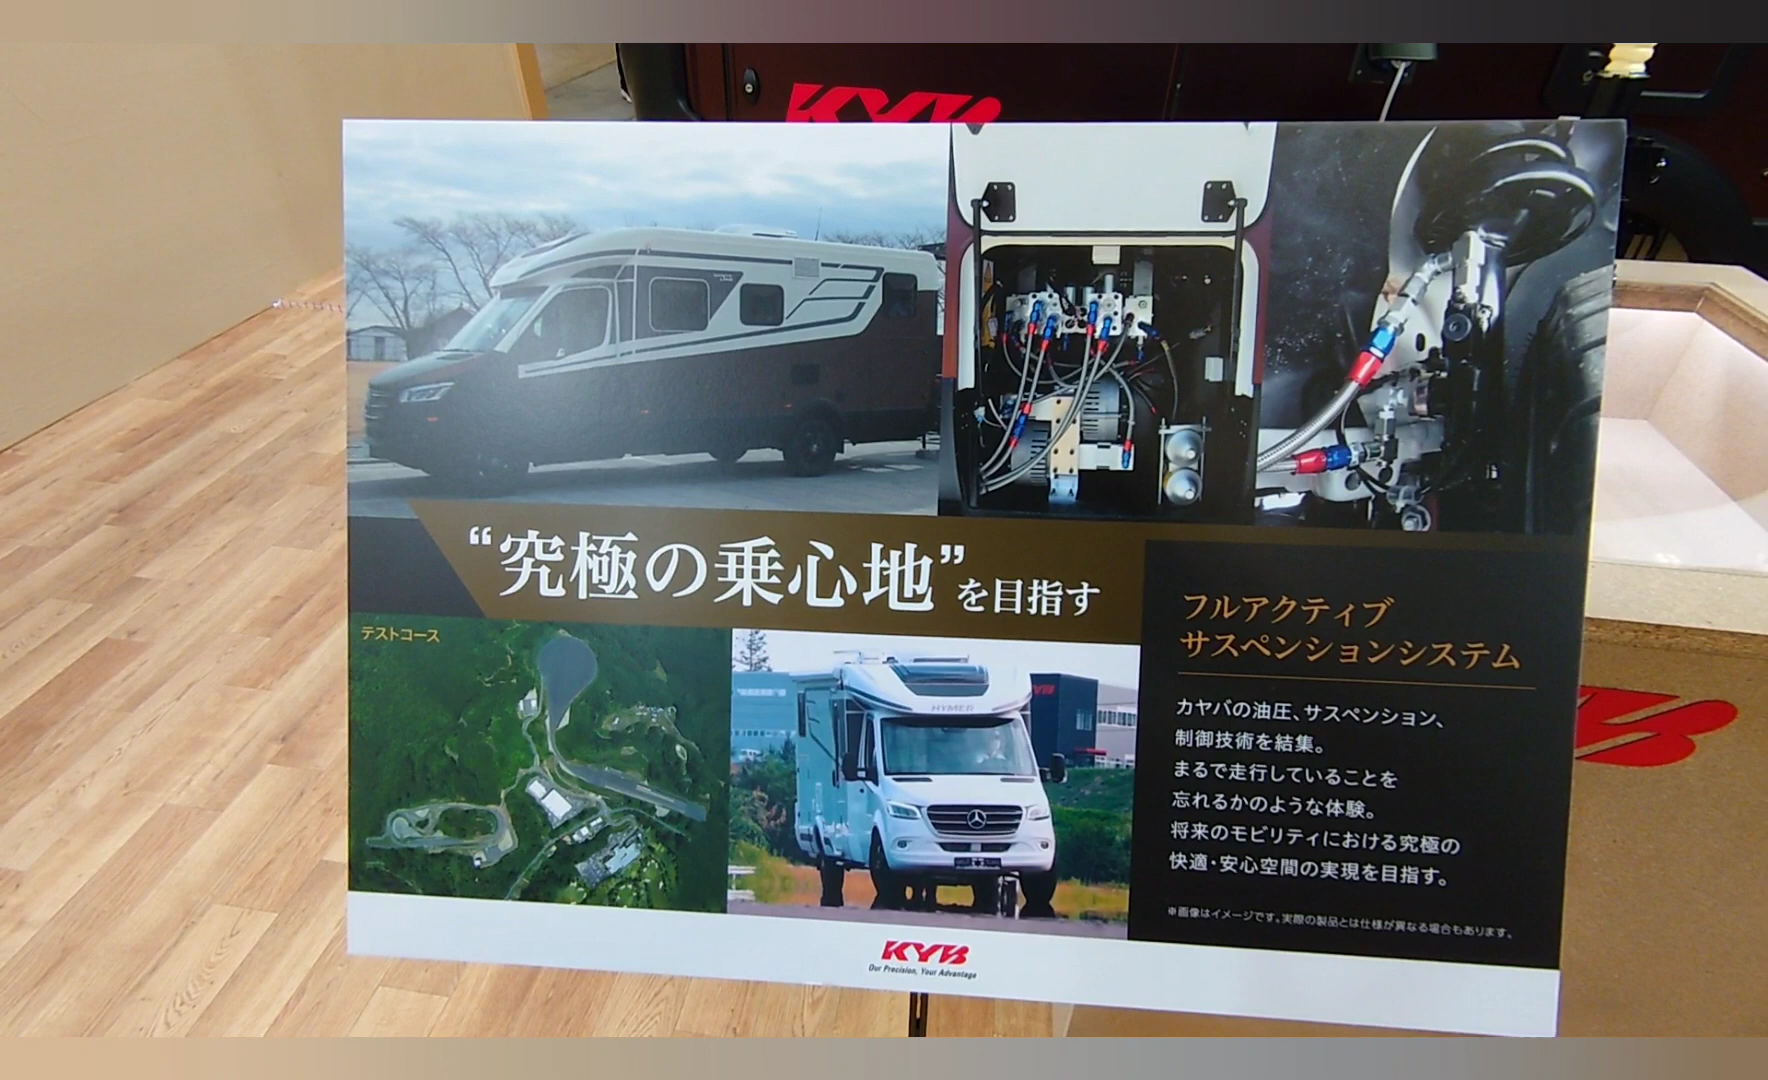 KYB
“究極の乗心地”を目指す
テストコース
HYMER
KYB
フルアクティブ
サスペンションシステム
カヤバの油圧、サスペンション、
制御技術を結集。
まるで走行していることを
忘れるかのような体験。
将来のモビリティにおける究極の
快適・安心空間の実現を目指す。
※画像はイメージです。実際の製品とは仕様が異なる場合もあります。
KYB
Our Precision, Your Advantage